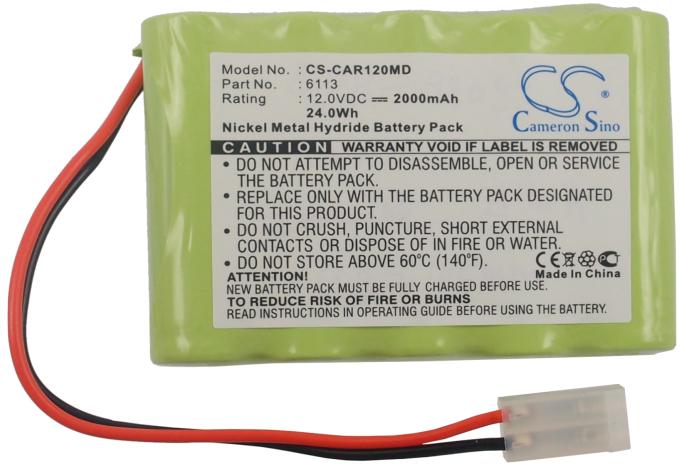 Model No. : CS-CAR120MD
Part No. : 6113
Rating : 12.0VDC ⎓ 2000mAh
24.0Wh
Nickel Metal Hydride Battery Pack
CS
Cameron Sino
®
CAUTION WARRANTY VOID IF LABEL IS REMOVED
• DO NOT ATTEMPT TO DISASSEMBLE, OPEN OR SERVICE
THE BATTERY PACK.
• REPLACE ONLY WITH THE BATTERY PACK DESIGNATED
FOR THIS PRODUCT.
• DO NOT CRUSH, PUNCTURE, SHORT EXTERNAL
CONTACTS OR DISPOSE OF IN FIRE OR WATER.
• DO NOT STORE ABOVE 60°C (140°F).
CE
Made In China
ATTENTION!
NEW BATTERY PACK MUST BE FULLY CHARGED BEFORE USE.
TO REDUCE RISK OF FIRE OR BURNS
READ INSTRUCTIONS IN OPERATING GUIDE BEFORE USING BATTERY PACK.